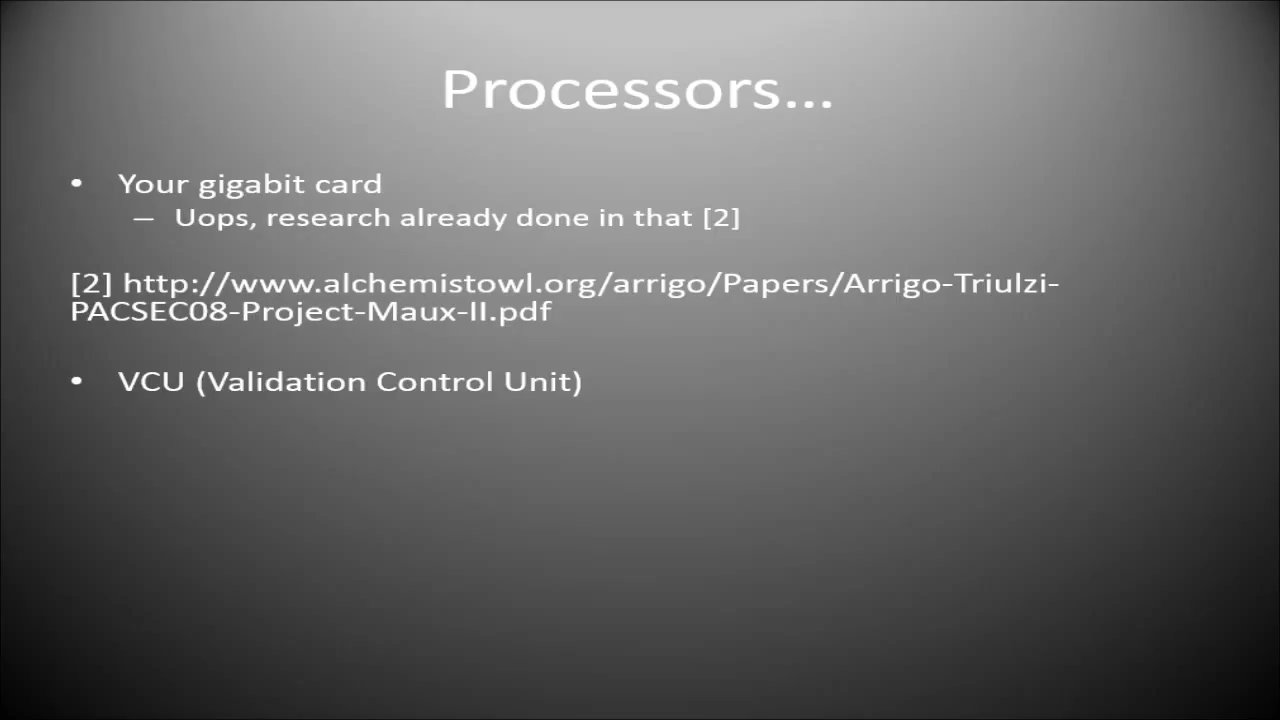 Processors...
• Your gigabit card
– Uops, research already done in that [2]
[2] http://www.alchemistowl.org/arrigo/Papers/Arrigo-Triulzi-
PACSEC08-Project-Maux-II.pdf
• VCU (Validation Control Unit)